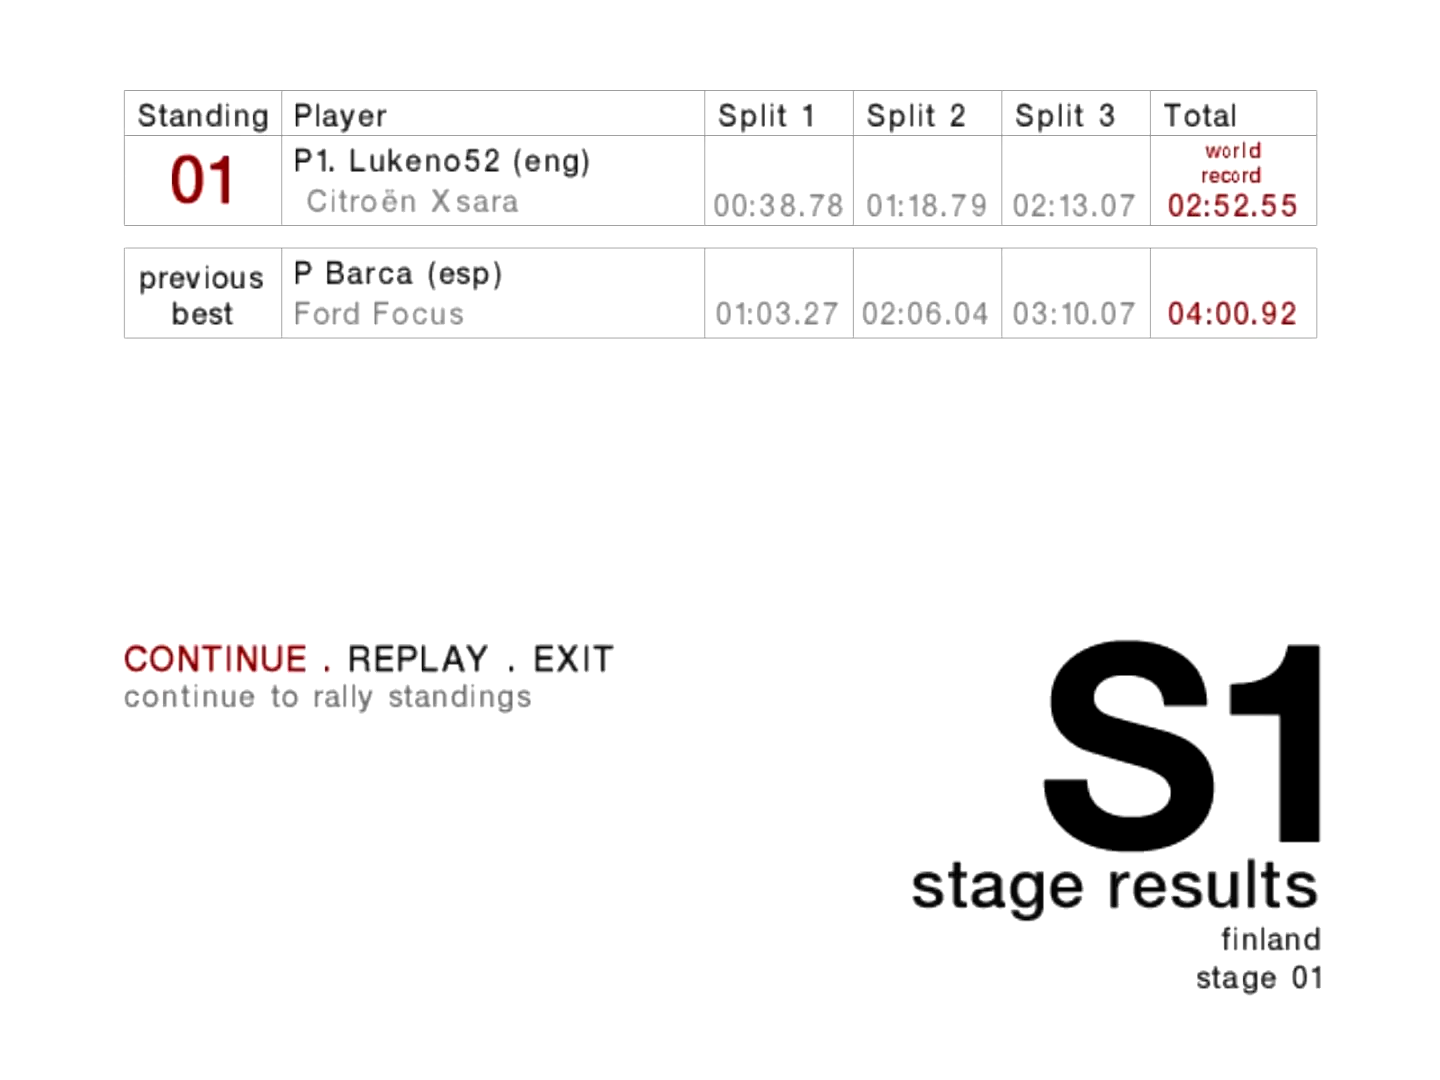 Standing Player Split 1 Split 2 Split 3 Total
01 P1. Lukeno52 (eng) world record
Citroën Xsara 00:38.78 01:18.79 02:13.07 02:52.55
previous best P Barca (esp)
Ford Focus 01:03.27 02:06.04 03:10.07 04:00.92
CONTINUE . REPLAY . EXIT
continue to rally standings
S1
stage results
finland
stage 01